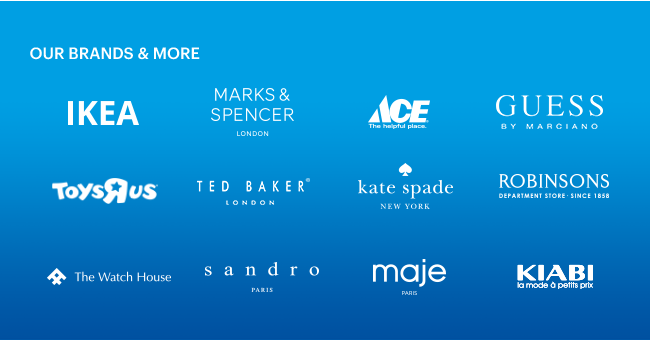 OUR BRANDS & MORE
IKEA
MARKS &
SPENCER
LONDON
ACE
The helpful place.
GUESS
BY MARCIANO
TOYS"R"US
TED BAKER®
LONDON
kate spade
NEW YORK
ROBINSONS
DEPARTMENT STORE · SINCE 1858
The Watch House
sandro
PARIS
maje
PARIS
KIABI
la mode à petits prix